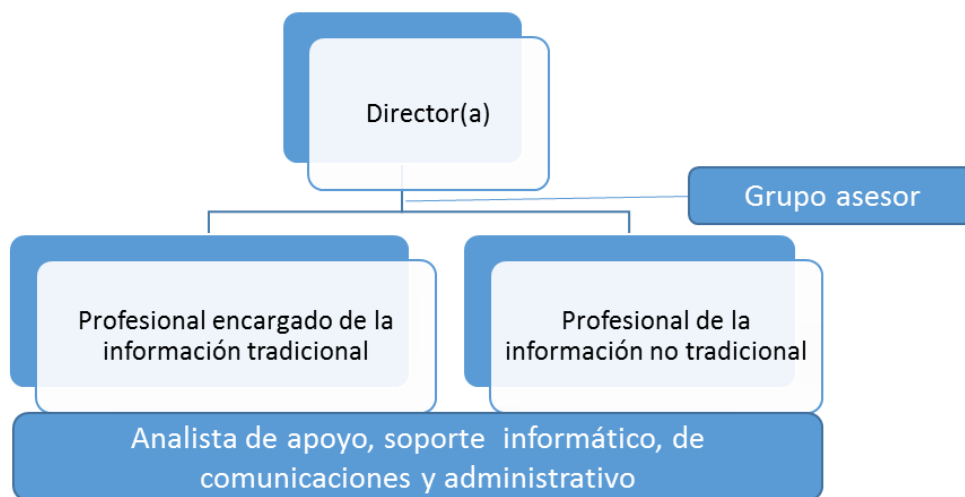 Director(a)
Grupo asesor
Profesional encargado de la
información tradicional
Profesional de la
información no tradicional
Analista de apoyo, soporte informático, de
comunicaciones y administrativo